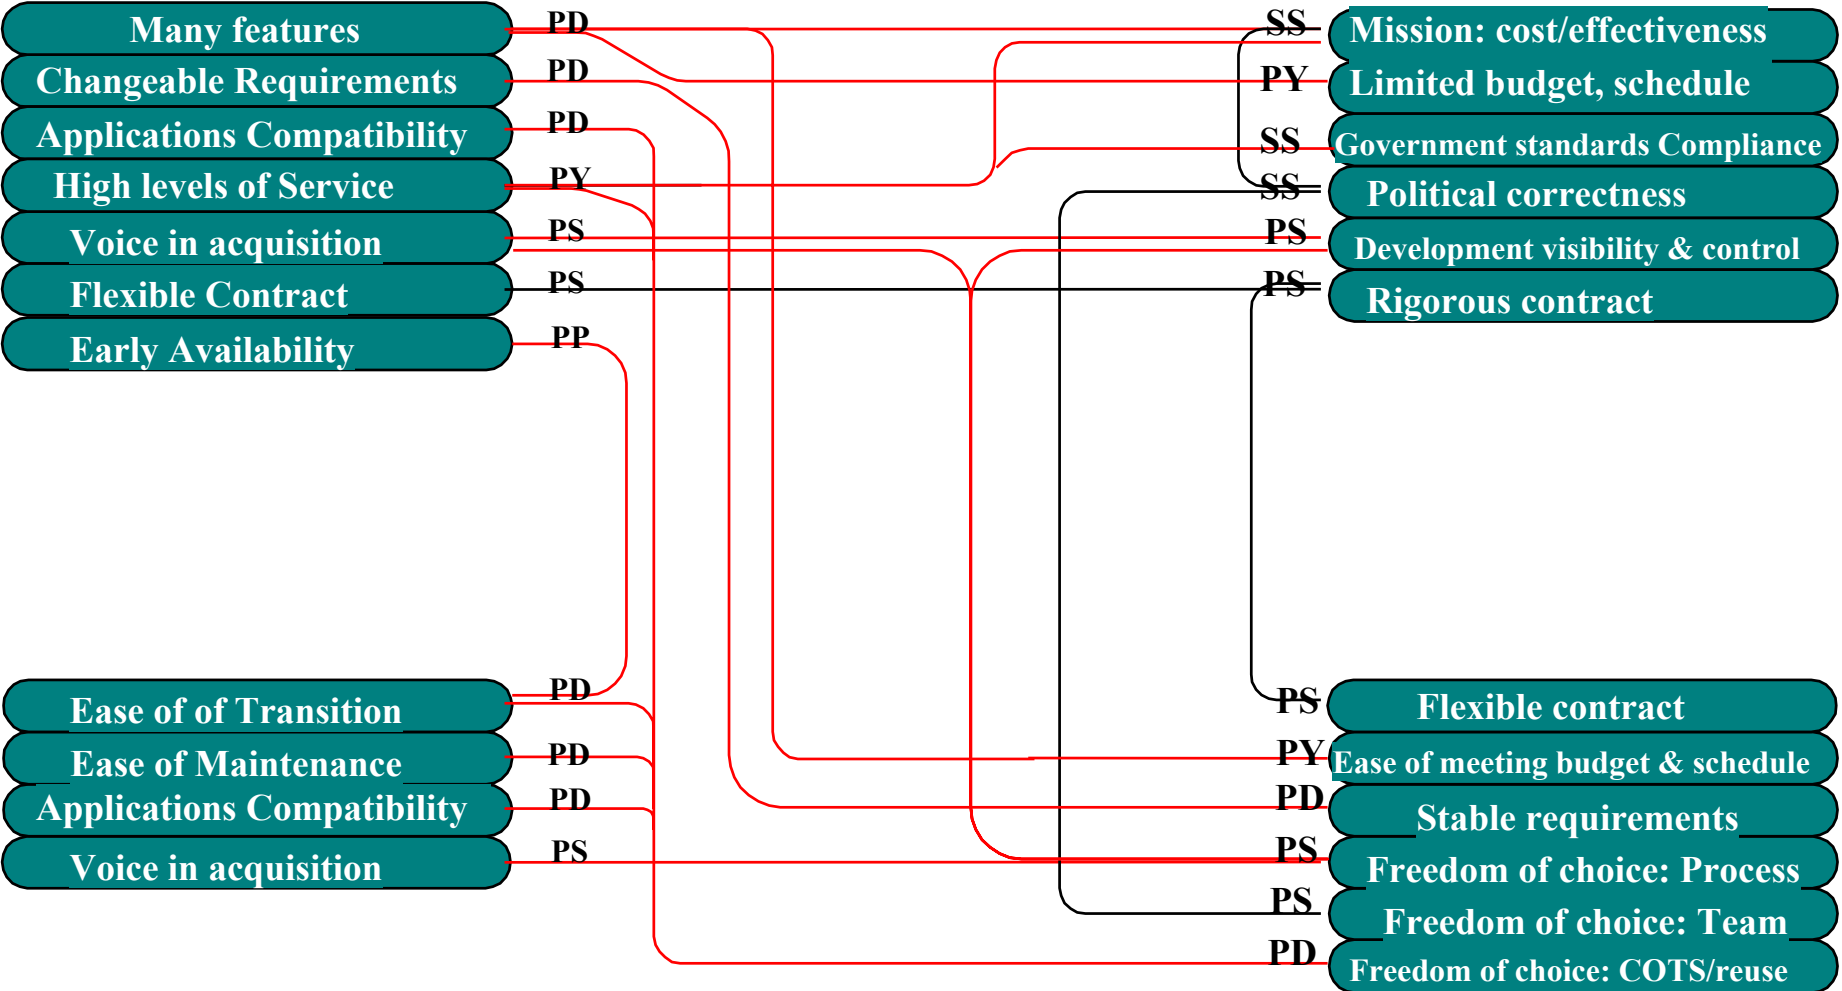 Many features
PD
SS
Mission: cost/effectiveness
Changeable Requirements
PD
PY
Limited budget, schedule
Applications Compatibility
PD
SS
Government standards Compliance
High levels of Service
PY
SS
Political correctness
Voice in acquisition
PS
PS
Development visibility & control
Flexible Contract
PS
PS
Rigorous contract
Early Availability
PP
Ease of of Transition
PD
PS
Flexible contract
Ease of Maintenance
PD
PY
Ease of meeting budget & schedule
Applications Compatibility
PD
PD
Stable requirements
Voice in acquisition
PS
PS
Freedom of choice: Process
PS
Freedom of choice: Team
PD
Freedom of choice: COTS/reuse